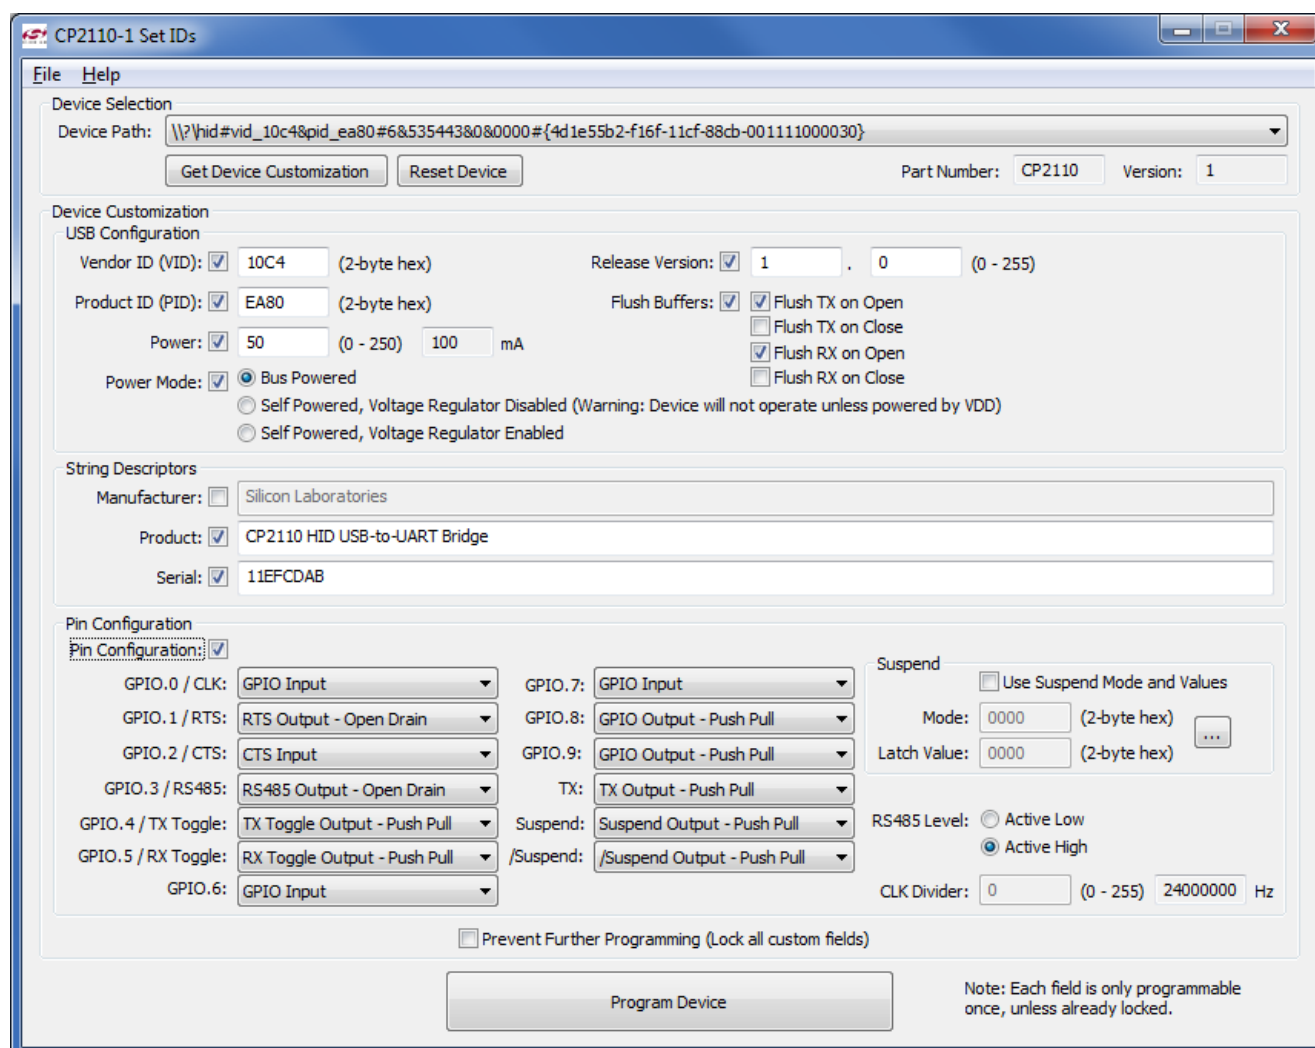 CP2110-1 Set IDs
File Help
Device Selection
Device Path: \\?\hid#vid_10c4&pid_ea80#6&535443&0&0000#{4d1e55b2-f16f-11cf-88cb-001111000030}
Get Device Customization Reset Device Part Number: CP2110 Version: 1
Device Customization
USB Configuration
Vendor ID (VID): 10C4 (2-byte hex) Release Version: 1 . 0 (0 - 255)
Product ID (PID): EA80 (2-byte hex) Flush Buffers: Flush TX on Open
Flush TX on Close
Power: 50 (0 - 250) 100 mA Flush RX on Open
Power Mode: Bus Powered Flush RX on Close
Self Powered, Voltage Regulator Disabled (Warning: Device will not operate unless powered by VDD)
Self Powered, Voltage Regulator Enabled
String Descriptors
Manufacturer: Silicon Laboratories
Product: CP2110 HID USB-to-UART Bridge
Serial: 11EFCDAB
Pin Configuration
Pin Configuration:
Suspend
GPIO.0 / CLK: GPIO Input GPIO.7: GPIO Input Use Suspend Mode and Values
GPIO.1 / RTS: RTS Output - Open Drain GPIO.8: GPIO Output - Push Pull Mode: 0000 (2-byte hex) ...
GPIO.2 / CTS: CTS Input GPIO.9: GPIO Output - Push Pull Latch Value: 0000 (2-byte hex)
GPIO.3 / RS485: RS485 Output - Open Drain TX: TX Output - Push Pull
GPIO.4 / TX Toggle: TX Toggle Output - Push Pull Suspend: Suspend Output - Push Pull RS485 Level: Active Low
GPIO.5 / RX Toggle: RX Toggle Output - Push Pull /Suspend: /Suspend Output - Push Pull Active High
GPIO.6: GPIO Input CLK Divider: 0 (0 - 255) 24000000 Hz
Prevent Further Programming (Lock all custom fields)
Program Device
Note: Each field is only programmable
once, unless already locked.